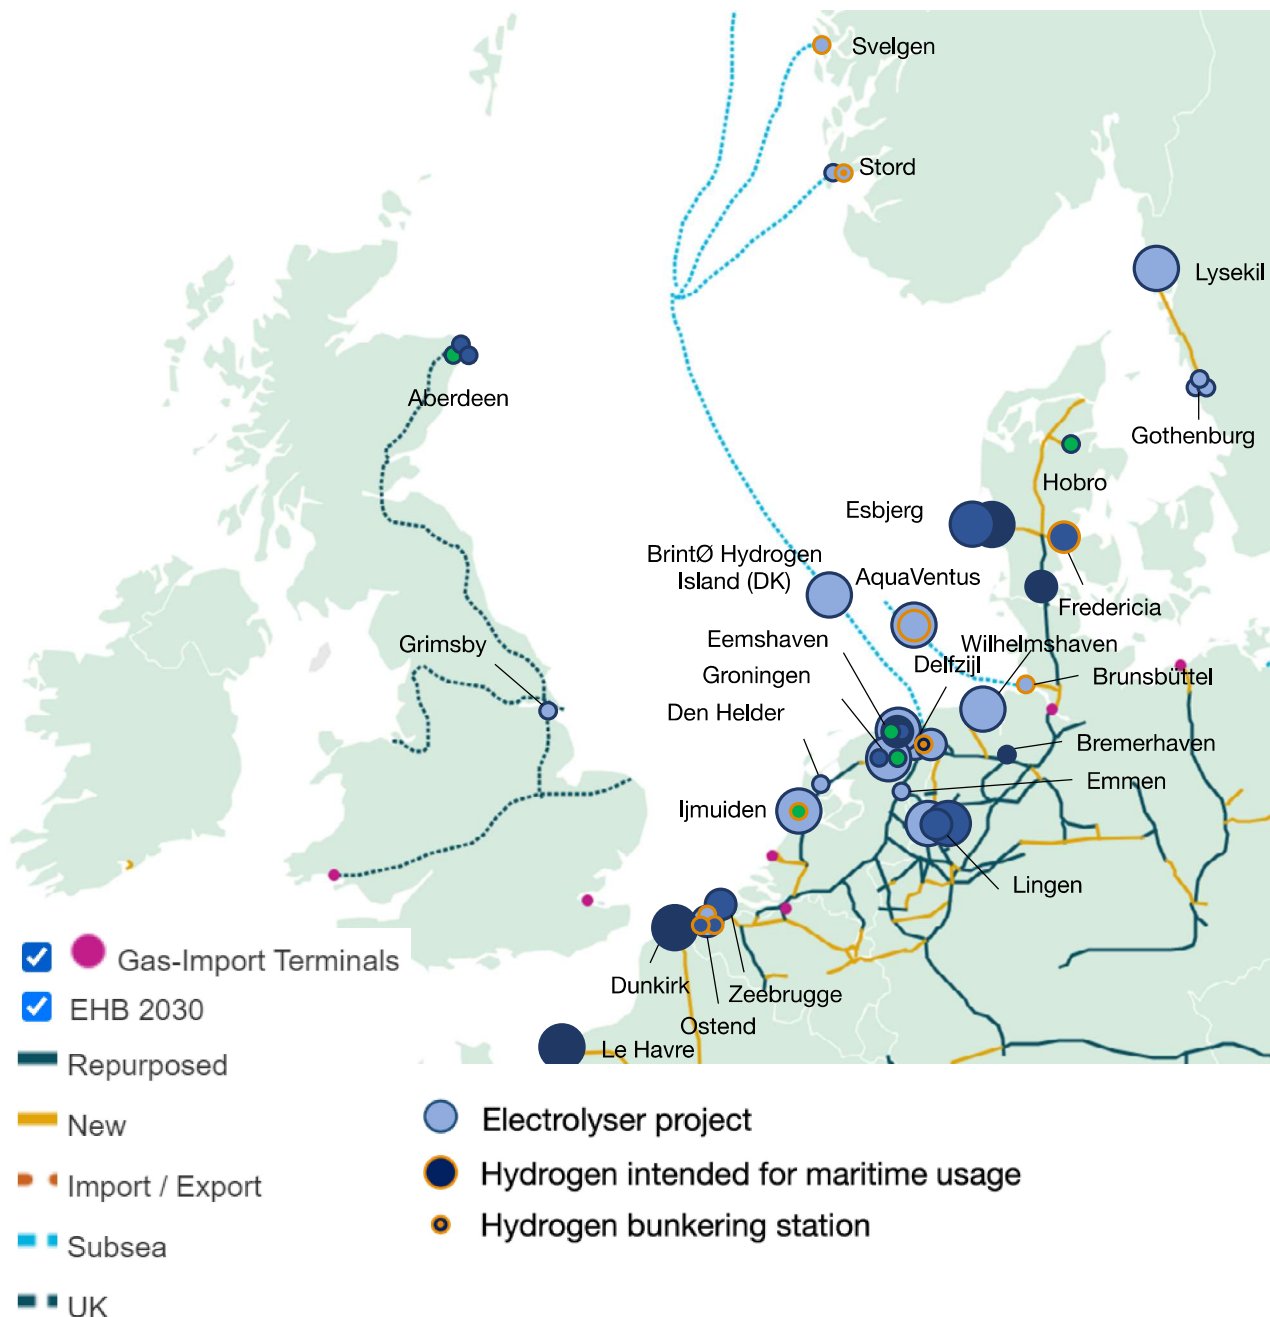 Svelgen
Stord
Lysekil
Aberdeen
Gothenburg
Hobro
Esbjerg
BrintØ Hydrogen
Island (DK)
AquaVentus
Fredericia
Eemshaven
Grimsby
Wilhelmshaven
Delfzijl
Groningen
Brunsbüttel
Den Helder
Bremerhaven
Emmen
Ijmuiden
Lingen
Dunkirk
Zeebrugge
Ostend
Le Havre
Gas-Import Terminals
EHB 2030
Repurposed
New
Import / Export
Subsea
UK
Electrolyser project
Hydrogen intended for maritime usage
Hydrogen bunkering station